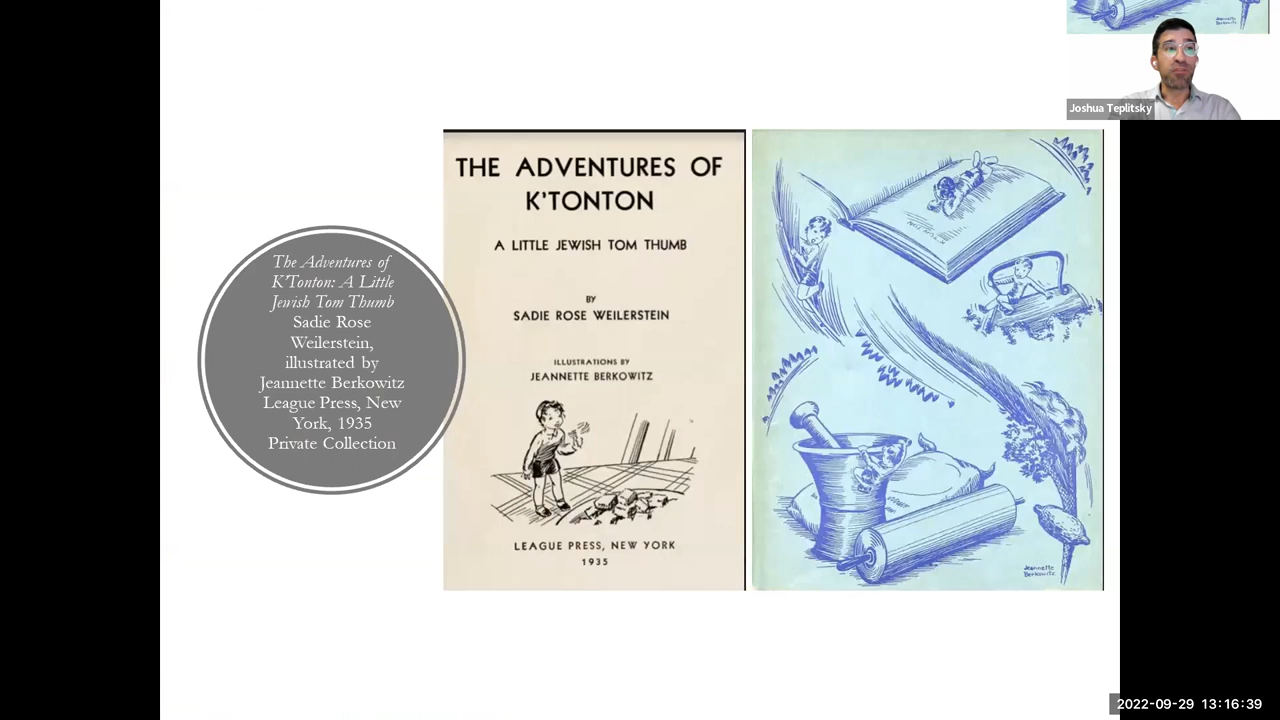 Joshua Teplitsky
The Adventures of
K'Tonton: A Little
Jewish Tom Thumb
Sadie Rose
Weilerstein,
illustrated by
Jeannette Berkowitz
League Press, New
York, 1935
Private Collection
THE ADVENTURES OF
K'TONTON
A LITTLE JEWISH TOM THUMB
BY
SADIE ROSE WEILERSTEIN
ILLUSTRATIONS BY
JEANNETTE BERKOWITZ
LEAGUE PRESS, NEW YORK
1935
Jeannette
Berkowitz
2022-09-29 13:16:39